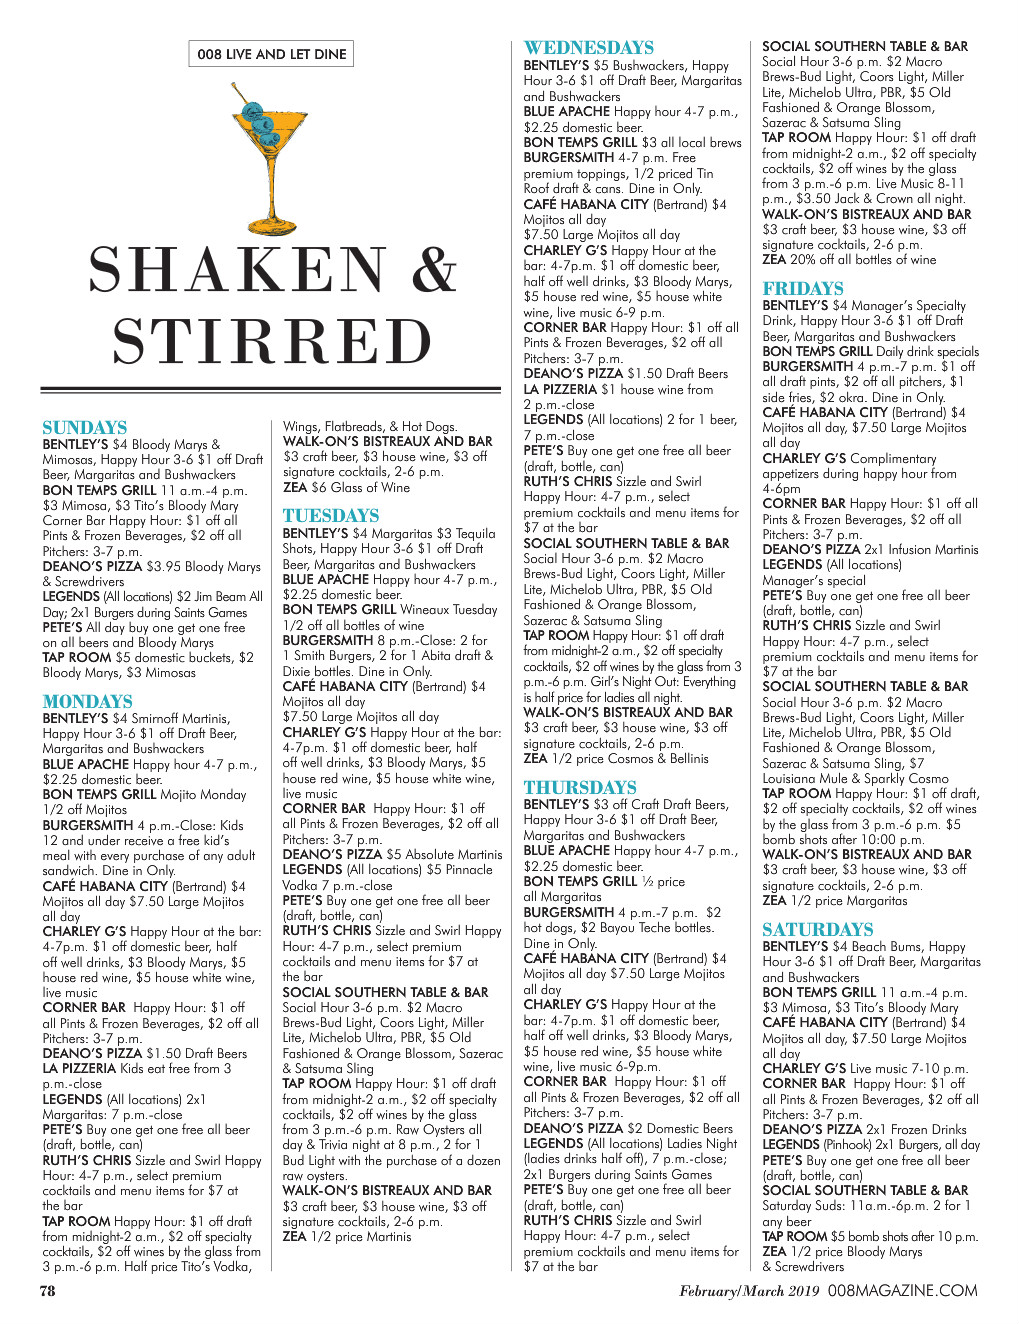 008 LIVE AND LET DINE
SHAKEN &
STIRRED
SUNDAYS
BENTLEY'S $4 Bloody Marys &
Mimosas, Happy Hour 3-6 $1 off Draft
Beer, Margaritas and Bushwackers
BON TEMPS GRILL 11 a.m.-4 p.m.
$3 Mimosa, $3 Tito's Bloody Mary
Corner Bar Happy Hour: $1 off all
Pints & Frozen Beverages, $2 off all
Pitchers: 3-7 p.m.
DEANO'S PIZZA $3.95 Bloody Marys
& Screwdrivers
LEGENDS (All locations) $2 Jim Beam All
Day; 2x1 Burgers during Saints Games
PETE'S All day buy one get one free
on all beers and Bloody Marys
TAP ROOM $5 domestic buckets, $2
Bloody Marys, $3 Mimosas
MONDAYS
BENTLEY'S $4 Smirnoff Martinis,
Happy Hour 3-6 $1 off Draft Beer,
Margaritas and Bushwackers
BLUE APACHE Happy hour 4-7 p.m.,
$2.25 domestic beer.
BON TEMPS GRILL Mojito Monday
1/2 off Mojitos
BURGERSMITH 4 p.m.-Close: Kids
12 and under receive a free kid's
meal with every purchase of any adult
sandwich. Dine in Only.
CAFÉ HABANA CITY (Bertrand) $4
Mojitos all day $7.50 Large Mojitos
all day
CHARLEY G'S Happy Hour at the bar:
4-7p.m. $1 off domestic beer, half
off well drinks, $3 Bloody Marys, $5
house red wine, $5 house white wine,
live music
CORNER BAR Happy Hour: $1 off
all Pints & Frozen Beverages, $2 off all
Pitchers: 3-7 p.m.
DEANO'S PIZZA $1.50 Draft Beers
LA PIZZERIA Kids eat free from 3
p.m.-close
LEGENDS (All locations) 2x1
Margaritas: 7 p.m.-close
PETE'S Buy one get one free all beer
(draft, bottle, can)
RUTH'S CHRIS Sizzle and Swirl Happy
Hour: 4-7 p.m., select premium
cocktails and menu items for $7 at
the bar
TAP ROOM Happy Hour: $1 off draft
from midnight-2 a.m., $2 off specialty
cocktails, $2 off wines by the glass from
3 p.m.-6 p.m. Half price Tito's Vodka,
Wings, Flatbreads, & Hot Dogs.
WALK-ON'S BISTREAUX AND BAR
$3 craft beer, $3 house wine, $3 off
signature cocktails, 2-6 p.m.
ZEA $6 Glass of Wine
TUESDAYS
BENTLEY'S $4 Margaritas $3 Tequila
Shots, Happy Hour 3-6 $1 off Draft
Beer, Margaritas and Bushwackers
BLUE APACHE Happy hour 4-7 p.m.,
$2.25 domestic beer.
BON TEMPS GRILL Wineaux Tuesday
1/2 off all bottles of wine
BURGERSMITH 8 p.m.-Close: 2 for
1 Smith Burgers, 2 for 1 Abita draft &
Dixie bottles. Dine in Only.
CAFÉ HABANA CITY (Bertrand) $4
Mojitos all day
$7.50 Large Mojitos all day
CHARLEY G'S Happy Hour at the bar:
4-7p.m. $1 off domestic beer, half
off well drinks, $3 Bloody Marys, $5
house red wine, $5 house white wine,
live music
CORNER BAR Happy Hour: $1 off
all Pints & Frozen Beverages, $2 off all
Pitchers: 3-7 p.m.
DEANO'S PIZZA $5 Absolute Martinis
LEGENDS (All locations) $5 Pinnacle
Vodka 7 p.m.-close
PETE'S Buy one get one free all beer
(draft, bottle, can)
RUTH'S CHRIS Sizzle and Swirl Happy
Hour: 4-7 p.m., select premium
cocktails and menu items for $7 at
the bar
SOCIAL SOUTHERN TABLE & BAR
Social Hour 3-6 p.m. $2 Macro
Brews-Bud Light, Coors Light, Miller
Lite, Michelob Ultra, PBR, $5 Old
Fashioned & Orange Blossom, Sazerac
& Satsuma Sling
TAP ROOM Happy Hour: $1 off draft
from midnight-2 a.m., $2 off specialty
cocktails, $2 off wines by the glass
from 3 p.m.-6 p.m. Raw Oysters all
day & Trivia night at 8 p.m., 2 for 1
Bud Light with the purchase of a dozen
raw oysters.
WALK-ON'S BISTREAUX AND BAR
$3 craft beer, $3 house wine, $3 off
signature cocktails, 2-6 p.m.
ZEA 1/2 price Martinis
WEDNESDAYS
BENTLEY'S $5 Bushwackers, Happy
Hour 3-6 $1 off Draft Beer, Margaritas
and Bushwackers
BLUE APACHE Happy hour 4-7 p.m.,
$2.25 domestic beer.
BON TEMPS GRILL $3 all local brews
BURGERSMITH 4-7 p.m. Free
premium toppings, 1/2 priced Tin
Roof draft & cans. Dine in Only.
CAFÉ HABANA CITY (Bertrand) $4
Mojitos all day
$7.50 Large Mojitos all day
CHARLEY G'S Happy Hour at the
bar: 4-7p.m. $1 off domestic beer,
half off well drinks, $3 Bloody Marys,
$5 house red wine, $5 house white
wine, live music 6-9 p.m.
CORNER BAR Happy Hour: $1 off all
Pints & Frozen Beverages, $2 off all
Pitchers: 3-7 p.m.
DEANO'S PIZZA $1.50 Draft Beers
LA PIZZERIA $1 house wine from
2 p.m.-close
LEGENDS (All locations) 2 for 1 beer,
7 p.m.-close
PETE'S Buy one get one free all beer
(draft, bottle, can)
RUTH'S CHRIS Sizzle and Swirl
Happy Hour: 4-7 p.m., select
premium cocktails and menu items for
$7 at the bar
SOCIAL SOUTHERN TABLE & BAR
Social Hour 3-6 p.m. $2 Macro
Brews-Bud Light, Coors Light, Miller
Lite, Michelob Ultra, PBR, $5 Old
Fashioned & Orange Blossom,
Sazerac & Satsuma Sling
TAP ROOM Happy Hour: $1 off draft
from midnight-2 a.m., $2 off specialty
cocktails, $2 off wines by the glass from 3
p.m.-6 p.m. Girl's Night Out: Everything
is half price for ladies all night.
WALK-ON'S BISTREAUX AND BAR
$3 craft beer, $3 house wine, $3 off
signature cocktails, 2-6 p.m.
ZEA 1/2 price Cosmos & Bellinis
THURSDAYS
BENTLEY'S $3 off Craft Draft Beers,
Happy Hour 3-6 $1 off Draft Beer,
Margaritas and Bushwackers
BLUE APACHE Happy hour 4-7 p.m.,
$2.25 domestic beer.
BON TEMPS GRILL ½ price
all Margaritas
BURGERSMITH 4 p.m.-7 p.m. $2
hot dogs, $2 Bayou Teche bottles.
Dine in Only.
CAFÉ HABANA CITY (Bertrand) $4
Mojitos all day $7.50 Large Mojitos
all day
CHARLEY G'S Happy Hour at the
bar: 4-7p.m. $1 off domestic beer,
half off well drinks, $3 Bloody Marys,
$5 house red wine, $5 house white
wine, live music 6-9p.m.
CORNER BAR Happy Hour: $1 off
all Pints & Frozen Beverages, $2 off all
Pitchers: 3-7 p.m.
DEANO'S PIZZA $2 Domestic Beers
LEGENDS (All locations) Ladies Night
(ladies drinks half off), 7 p.m.-close;
2x1 Burgers during Saints Games
PETE'S Buy one get one free all beer
(draft, bottle, can)
RUTH'S CHRIS Sizzle and Swirl
Happy Hour: 4-7 p.m., select
premium cocktails and menu items for
$7 at the bar
SOCIAL SOUTHERN TABLE & BAR
Social Hour 3-6 p.m. $2 Macro
Brews-Bud Light, Coors Light, Miller
Lite, Michelob Ultra, PBR, $5 Old
Fashioned & Orange Blossom,
Sazerac & Satsuma Sling
TAP ROOM Happy Hour: $1 off draft
from midnight-2 a.m., $2 off specialty
cocktails, $2 off wines by the glass
from 3 p.m.-6 p.m. Live Music 8-11
p.m., $3.50 Jack & Crown all night.
WALK-ON'S BISTREAUX AND BAR
$3 craft beer, $3 house wine, $3 off
signature cocktails, 2-6 p.m.
ZEA 20% off all bottles of wine
FRIDAYS
BENTLEY'S $4 Manager's Specialty
Drink, Happy Hour 3-6 $1 off Draft
Beer, Margaritas and Bushwackers
BON TEMPS GRILL Daily drink specials
BURGERSMITH 4 p.m.-7 p.m. $1 off
all draft pints, $2 off all pitchers, $1
side fries, $2 okra. Dine in Only.
CAFÉ HABANA CITY (Bertrand) $4
Mojitos all day, $7.50 Large Mojitos
all day
CHARLEY G'S Complimentary
appetizers during happy hour from
4-6pm
CORNER BAR Happy Hour: $1 off all
Pints & Frozen Beverages, $2 off all
Pitchers: 3-7 p.m.
DEANO'S PIZZA 2x1 Infusion Martinis
LEGENDS (All locations)
Manager's special
PETE'S Buy one get one free all beer
(draft, bottle, can)
RUTH'S CHRIS Sizzle and Swirl
Happy Hour: 4-7 p.m., select
premium cocktails and menu items for
$7 at the bar
SOCIAL SOUTHERN TABLE & BAR
Social Hour 3-6 p.m. $2 Macro
Brews-Bud Light, Coors Light, Miller
Lite, Michelob Ultra, PBR, $5 Old
Fashioned & Orange Blossom,
Sazerac & Satsuma Sling, $7
Louisiana Mule & Sparkly Cosmo
TAP ROOM Happy Hour: $1 off draft,
$2 off specialty cocktails, $2 off wines
by the glass from 3 p.m.-6 p.m. $5
bomb shots after 10:00 p.m.
WALK-ON'S BISTREAUX AND BAR
$3 craft beer, $3 house wine, $3 off
signature cocktails, 2-6 p.m.
ZEA 1/2 price Margaritas
SATURDAYS
BENTLEY'S $4 Beach Bums, Happy
Hour 3-6 $1 off Draft Beer, Margaritas
and Bushwackers
BON TEMPS GRILL 11 a.m.-4 p.m.
$3 Mimosa, $3 Tito's Bloody Mary
CAFÉ HABANA CITY (Bertrand) $4
Mojitos all day, $7.50 Large Mojitos
all day
CHARLEY G'S Live music 7-10 p.m.
CORNER BAR Happy Hour: $1 off
all Pints & Frozen Beverages, $2 off all
Pitchers: 3-7 p.m.
DEANO'S PIZZA 2x1 Frozen Drinks
LEGENDS (Pinhook) 2x1 Burgers, all day
PETE'S Buy one get one free all beer
(draft, bottle, can)
SOCIAL SOUTHERN TABLE & BAR
Saturday Suds: 11a.m.-6p.m. 2 for 1
any beer
TAP ROOM $5 bomb shots after 10 p.m.
ZEA 1/2 price Bloody Marys
& Screwdrivers
78
February/March 2019 008MAGAZINE.COM